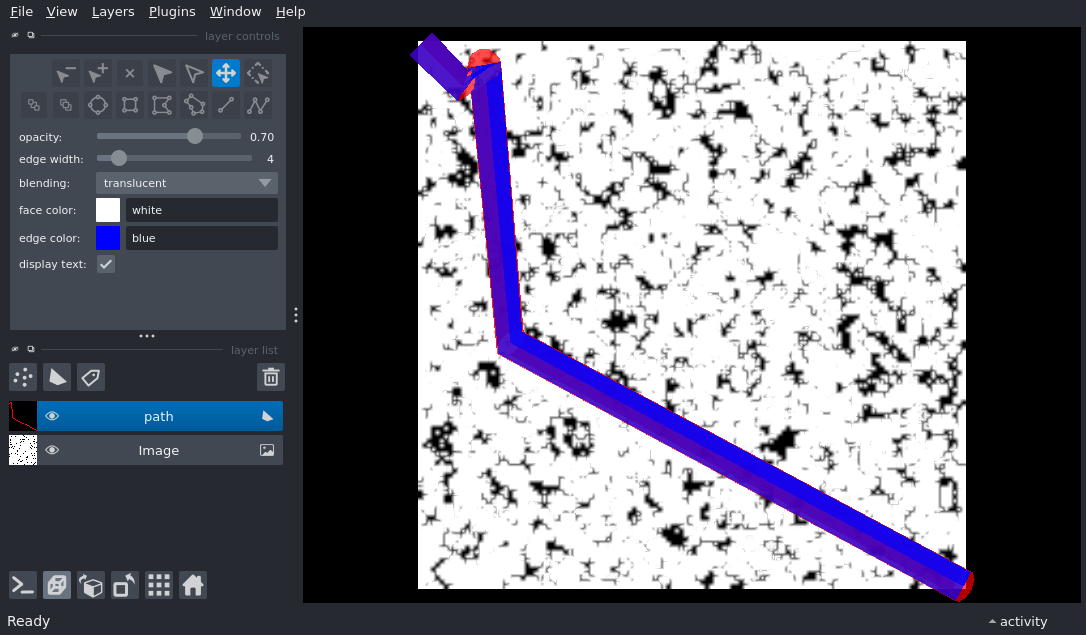 File View Layers Plugins Window Help
layer controls
opacity: 0.70
edge width: 4
blending: translucent
face color: white
edge color: blue
display text:
layer list
path
Image
Ready
activity